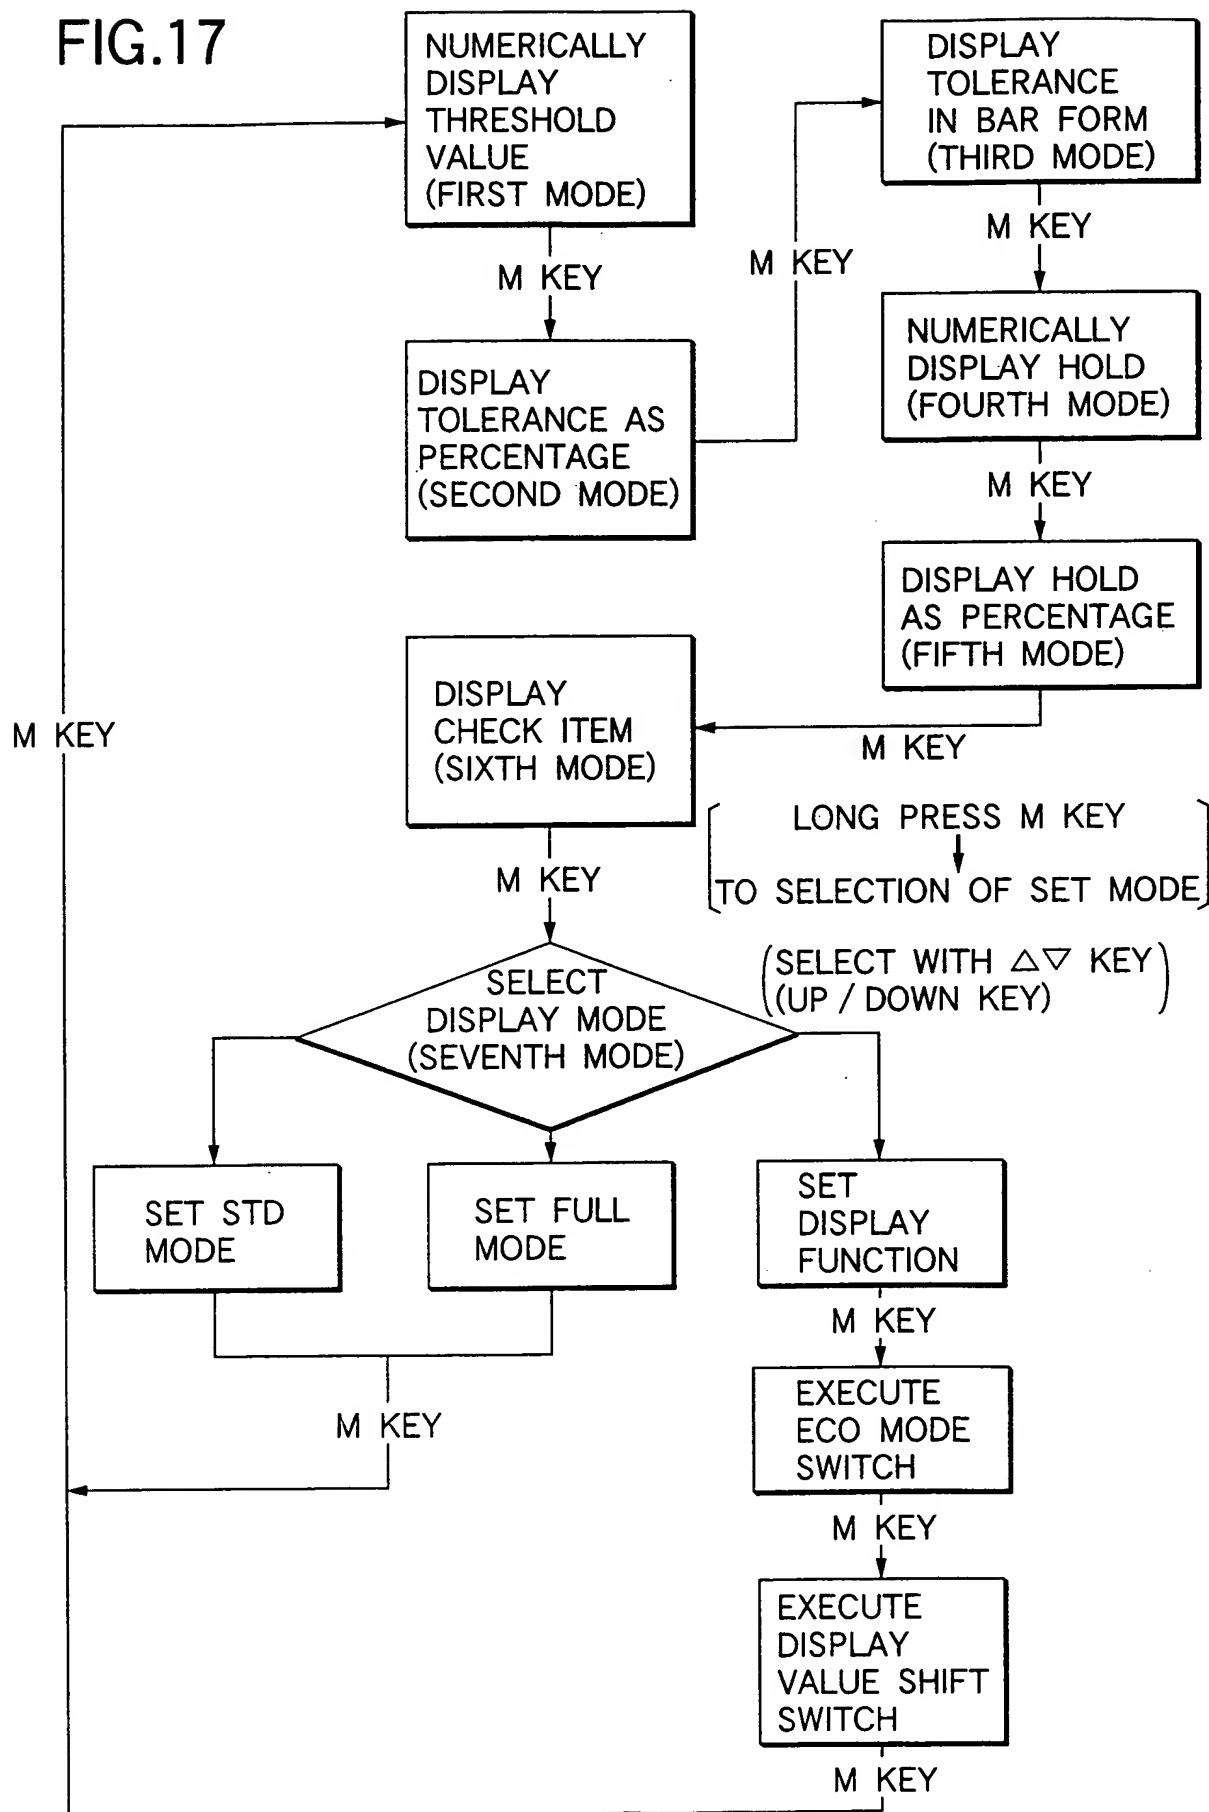 FIG.17
NUMERICALLY
DISPLAY
THRESHOLD
VALUE
(FIRST MODE)
M KEY
DISPLAY
TOLERANCE AS
PERCENTAGE
(SECOND MODE)
M KEY
DISPLAY
TOLERANCE
IN BAR FORM
(THIRD MODE)
M KEY
NUMERICALLY
DISPLAY HOLD
(FOURTH MODE)
M KEY
DISPLAY HOLD
AS PERCENTAGE
(FIFTH MODE)
M KEY
DISPLAY
CHECK ITEM
(SIXTH MODE)
M KEY
LONG PRESS M KEY
TO SELECTION OF SET MODE
M KEY
SELECT
DISPLAY MODE
(SEVENTH MODE)
(SELECT WITH △▽ KEY)
(UP / DOWN KEY)
SET STD
MODE
SET FULL
MODE
SET
DISPLAY
FUNCTION
M KEY
M KEY
EXECUTE
ECO MODE
SWITCH
M KEY
EXECUTE
DISPLAY
VALUE SHIFT
SWITCH
M KEY